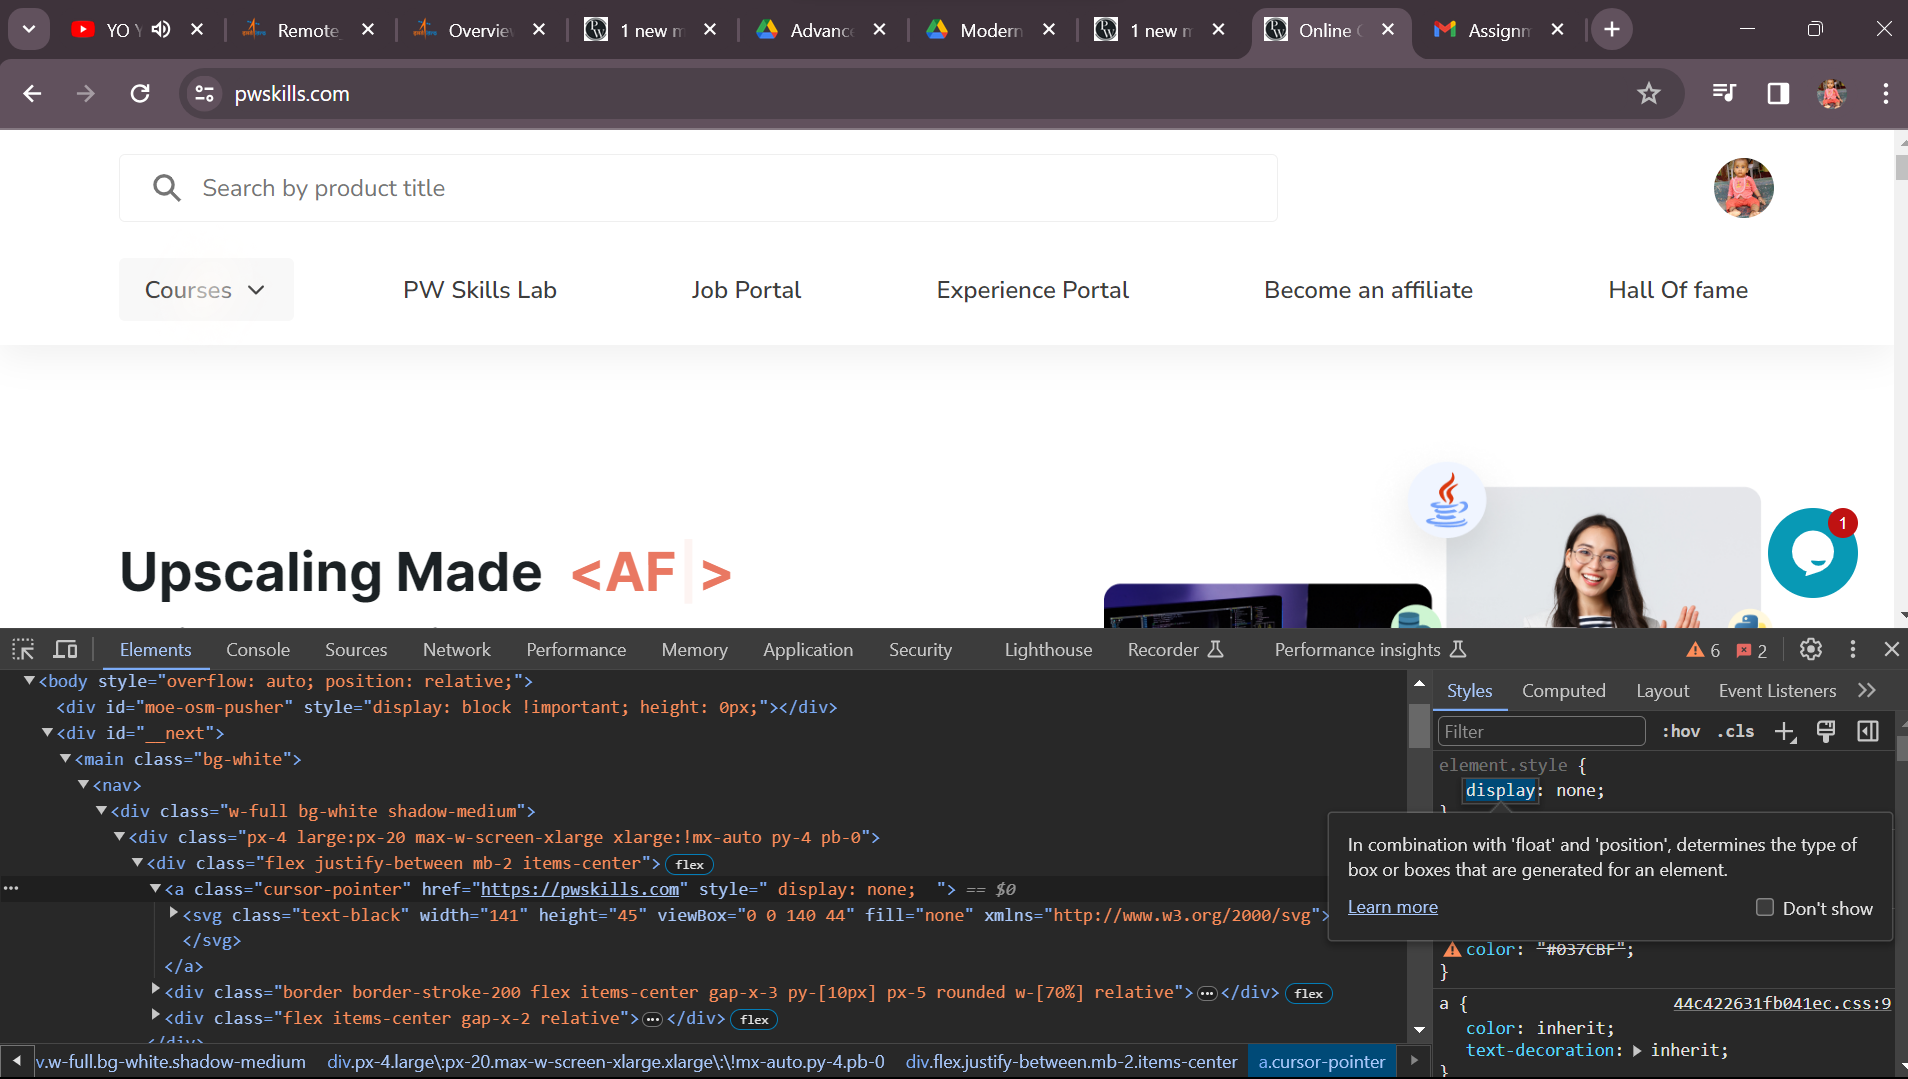 YO Y
Remote_
Overvie
1 new m
Advance
Modern
1 new m
Online C
Assignm
pwskills.com
Search by product title
Courses
PW Skills Lab
Job Portal
Experience Portal
Become an affiliate
Hall Of fame
Upscaling Made <AF >
1
Elements
Console
Sources
Network
Performance
Memory
Application
Security
Lighthouse
Recorder
Performance insights
6
2
<body style="overflow: auto; position: relative;">
<div id="moe-osm-pusher" style="display: block !important; height: 0px;"></div>
<div id="__next">
<main class="bg-white">
<nav>
<div class="w-full bg-white shadow-medium">
<div class="px-4 large:px-20 max-w-screen-xlarge xlarge:!mx-auto py-4 pb-0">
<div class="flex justify-between mb-2 items-center"> flex
<a class="cursor-pointer" href="https://pwskills.com" style=" display: none;  "> == $0
<svg class="text-black" width="141" height="45" viewBox="0 0 140 44" fill="none" xmlns="http://www.w3.org/2000/svg">
</svg>
</a>
<div class="border border-stroke-200 flex items-center gap-x-3 py-[10px] px-5 rounded w-[70%] relative">…</div> flex
<div class="flex items-center gap-x-2 relative">…</div> flex
</div>
v.w-full.bg-white.shadow-medium
div.px-4.large\:px-20.max-w-screen-xlarge.xlarge\:\!mx-auto.py-4.pb-0
div.flex.justify-between.mb-2.items-center
a.cursor-pointer
Styles
Computed
Layout
Event Listeners
Filter
:hov
.cls
element.style {
display: none;
}
In combination with 'float' and 'position', determines the type of
box or boxes that are generated for an element.
Learn more
Don't show
color: "#037CBF";
}
a {
44c422631fb041ec.css:9
color: inherit;
text-decoration: inherit;
}